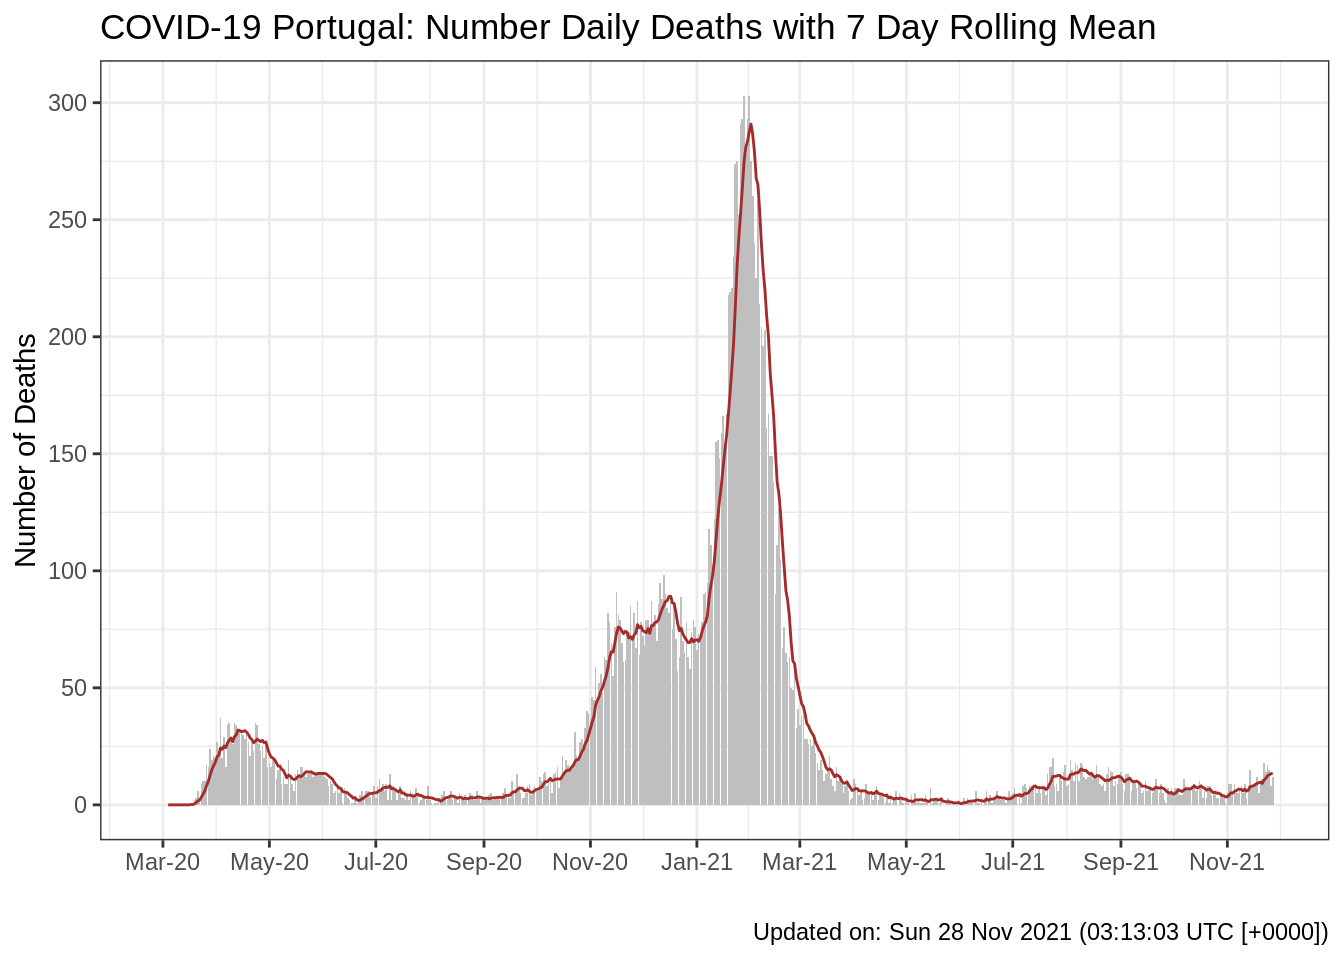 COVID-19 Portugal: Number Daily Deaths with 7 Day Rolling Mean
Number of Deaths
300
250
200
150
100
50
0
Mar-20 May-20 Jul-20 Sep-20 Nov-20 Jan-21 Mar-21 May-21 Jul-21 Sep-21 Nov-21
Updated on: Sun 28 Nov 2021 (03:13:03 UTC [+0000])